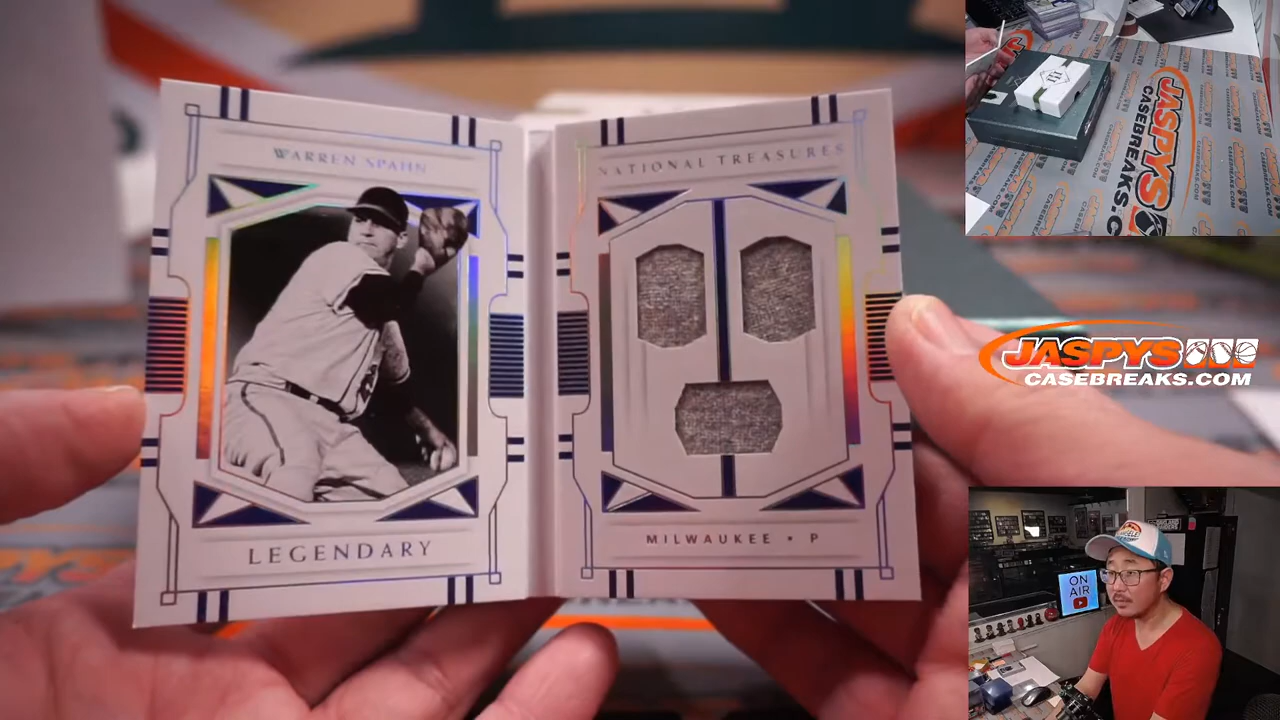 WARREN SPAHN
LEGENDARY
NATIONAL TREASURES
MILWAUKEE • P
JASPYS
CASEBREAKS.COM
JASPYS
CASEBREAKS.COM
ON
AIR